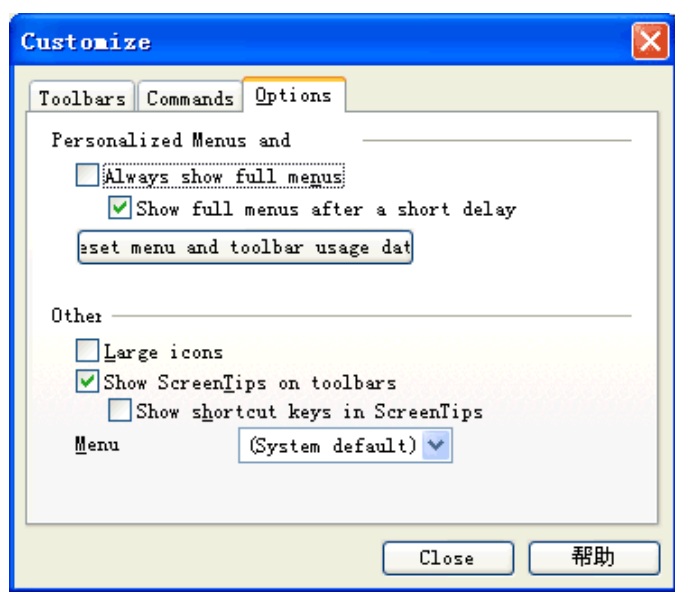 Customize
Toolbars Commands Options
Personalized Menus and
Always show full menus
Show full menus after a short delay
eset menu and toolbar usage dat
Other
Large icons
Show ScreenTips on toolbars
Show shortcut keys in ScreenTips
Menu (System default)
Close 帮助